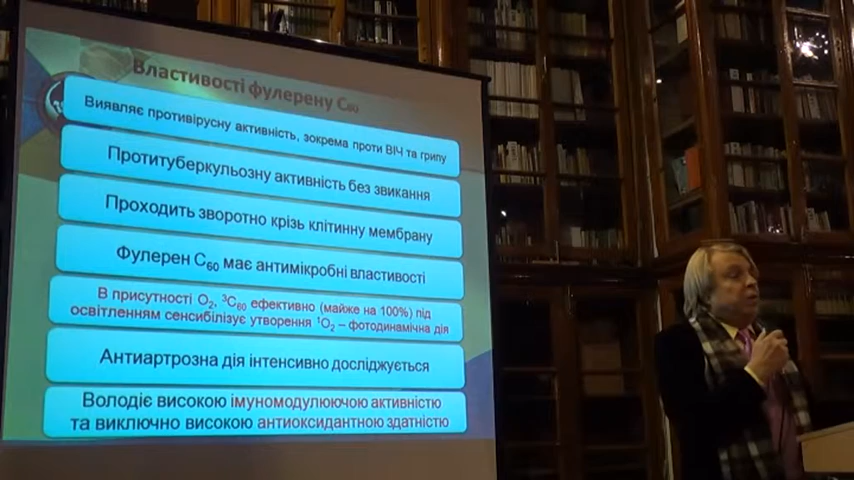 Властивості фулерену C₆₀
Виявляє противірусну активність, зокрема проти ВІЧ та грипу
Протитуберкульозну активність без звикання
Проходить зворотно крізь клітинну мембрану
Фулерен C₆₀ має антимікробні властивості
В присутності O₂, ³C₆₀ ефективно (майже на 100%) під
освітленням сенсибілізує утворення ¹O₂ – фотодинамічна дія
Антиартрозна дія інтенсивно досліджується
Володіє високою імуномодулюючою активністю
та виключно високою антиоксидантною здатністю